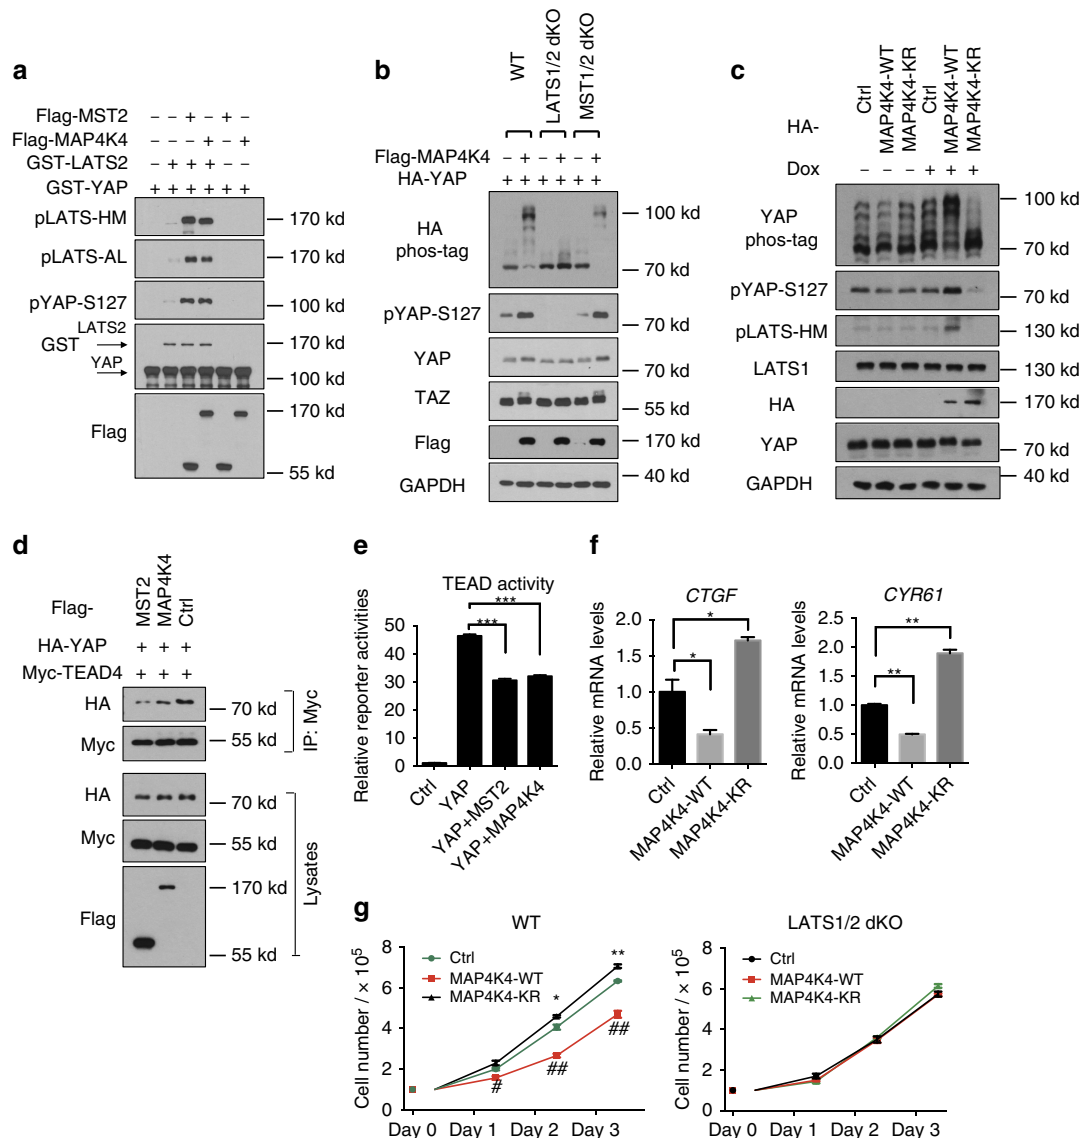 a
Flag-MST2 – – + – + –
Flag-MAP4K4 – – – + – +
GST-LATS2 – + + + – –
GST-YAP + + + + + +
pLATS-HM 170 kd
pLATS-AL 170 kd
pYAP-S127 100 kd
LATS2
GST 170 kd
YAP
100 kd
Flag 170 kd
55 kd
b
WT LATS1/2 dKO MST1/2 dKO
Flag-MAP4K4 – + – + – +
HA-YAP + + + + + +
HA phos-tag
100 kd
70 kd
pYAP-S127 70 kd
YAP 70 kd
TAZ 55 kd
Flag 170 kd
GAPDH 40 kd
c
HA- Ctrl MAP4K4-WT MAP4K4-KR Ctrl MAP4K4-WT MAP4K4-KR
Dox – – – + + +
YAP phos-tag
100 kd
70 kd
pYAP-S127 70 kd
pLATS-HM 130 kd
LATS1 130 kd
HA 170 kd
YAP 70 kd
GAPDH 40 kd
d
Flag- MST2 MAP4K4 Ctrl
HA-YAP + + +
Myc-TEAD4 + + +
HA 70 kd
Myc 55 kd
IP: Myc
HA 70 kd
Myc 55 kd
Flag 170 kd
55 kd
Lysates
e
TEAD activity
***
***
Relative reporter activities
50
40
30
20
10
0
Ctrl YAP YAP+MST2 YAP+MAP4K4
f
CTGF
Relative mRNA levels
2.0
1.5
1.0
0.5
0.0
*
*
Ctrl MAP4K4-WT MAP4K4-KR
CYR61
Relative mRNA levels
2.5
2.0
1.5
1.0
0.5
0.0
**
**
Ctrl MAP4K4-WT MAP4K4-KR
g
WT
Cell number / × 10⁵
8
6
4
2
0
Ctrl
MAP4K4-WT
MAP4K4-KR
* **
# ## ##
Day 0 Day 1 Day 2 Day 3
LATS1/2 dKO
Cell number / × 10⁵
8
6
4
2
0
Ctrl
MAP4K4-WT
MAP4K4-KR
Day 0 Day 1 Day 2 Day 3